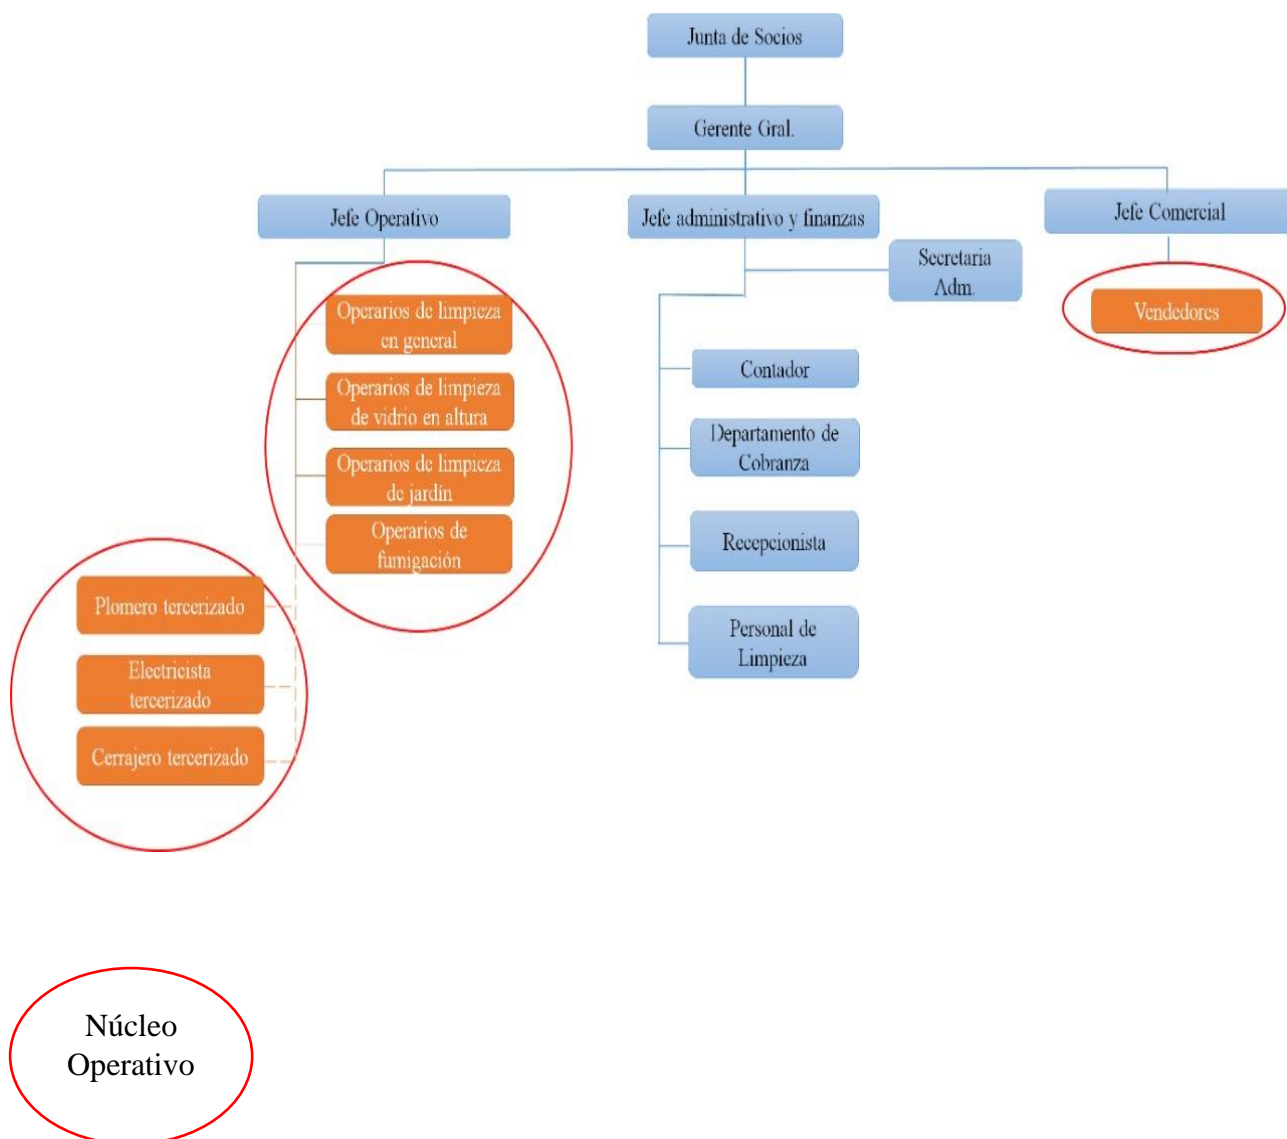 Junta de Socios
Gerente Gral.
Jefe Operativo
Jefe administrativo y finanzas
Jefe Comercial
Secretaria
Adm.
Operarios de limpieza
en general
Operarios de limpieza
de vidrio en altura
Operarios de limpieza
de jardín
Operarios de
fumigación
Plomero tercerizado
Electricista
tercerizado
Cerrajero tercerizado
Contador
Departamento de
Cobranza
Recepcionista
Personal de
Limpieza
Vendedores
Núcleo
Operativo